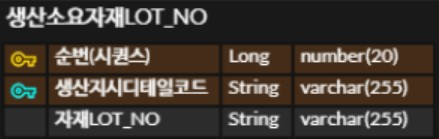 생산소요자재LOT_NO
순번(시퀀스) Long number(20)
생산지시디테일코드 String varchar(255)
자재LOT_NO String varchar(255)